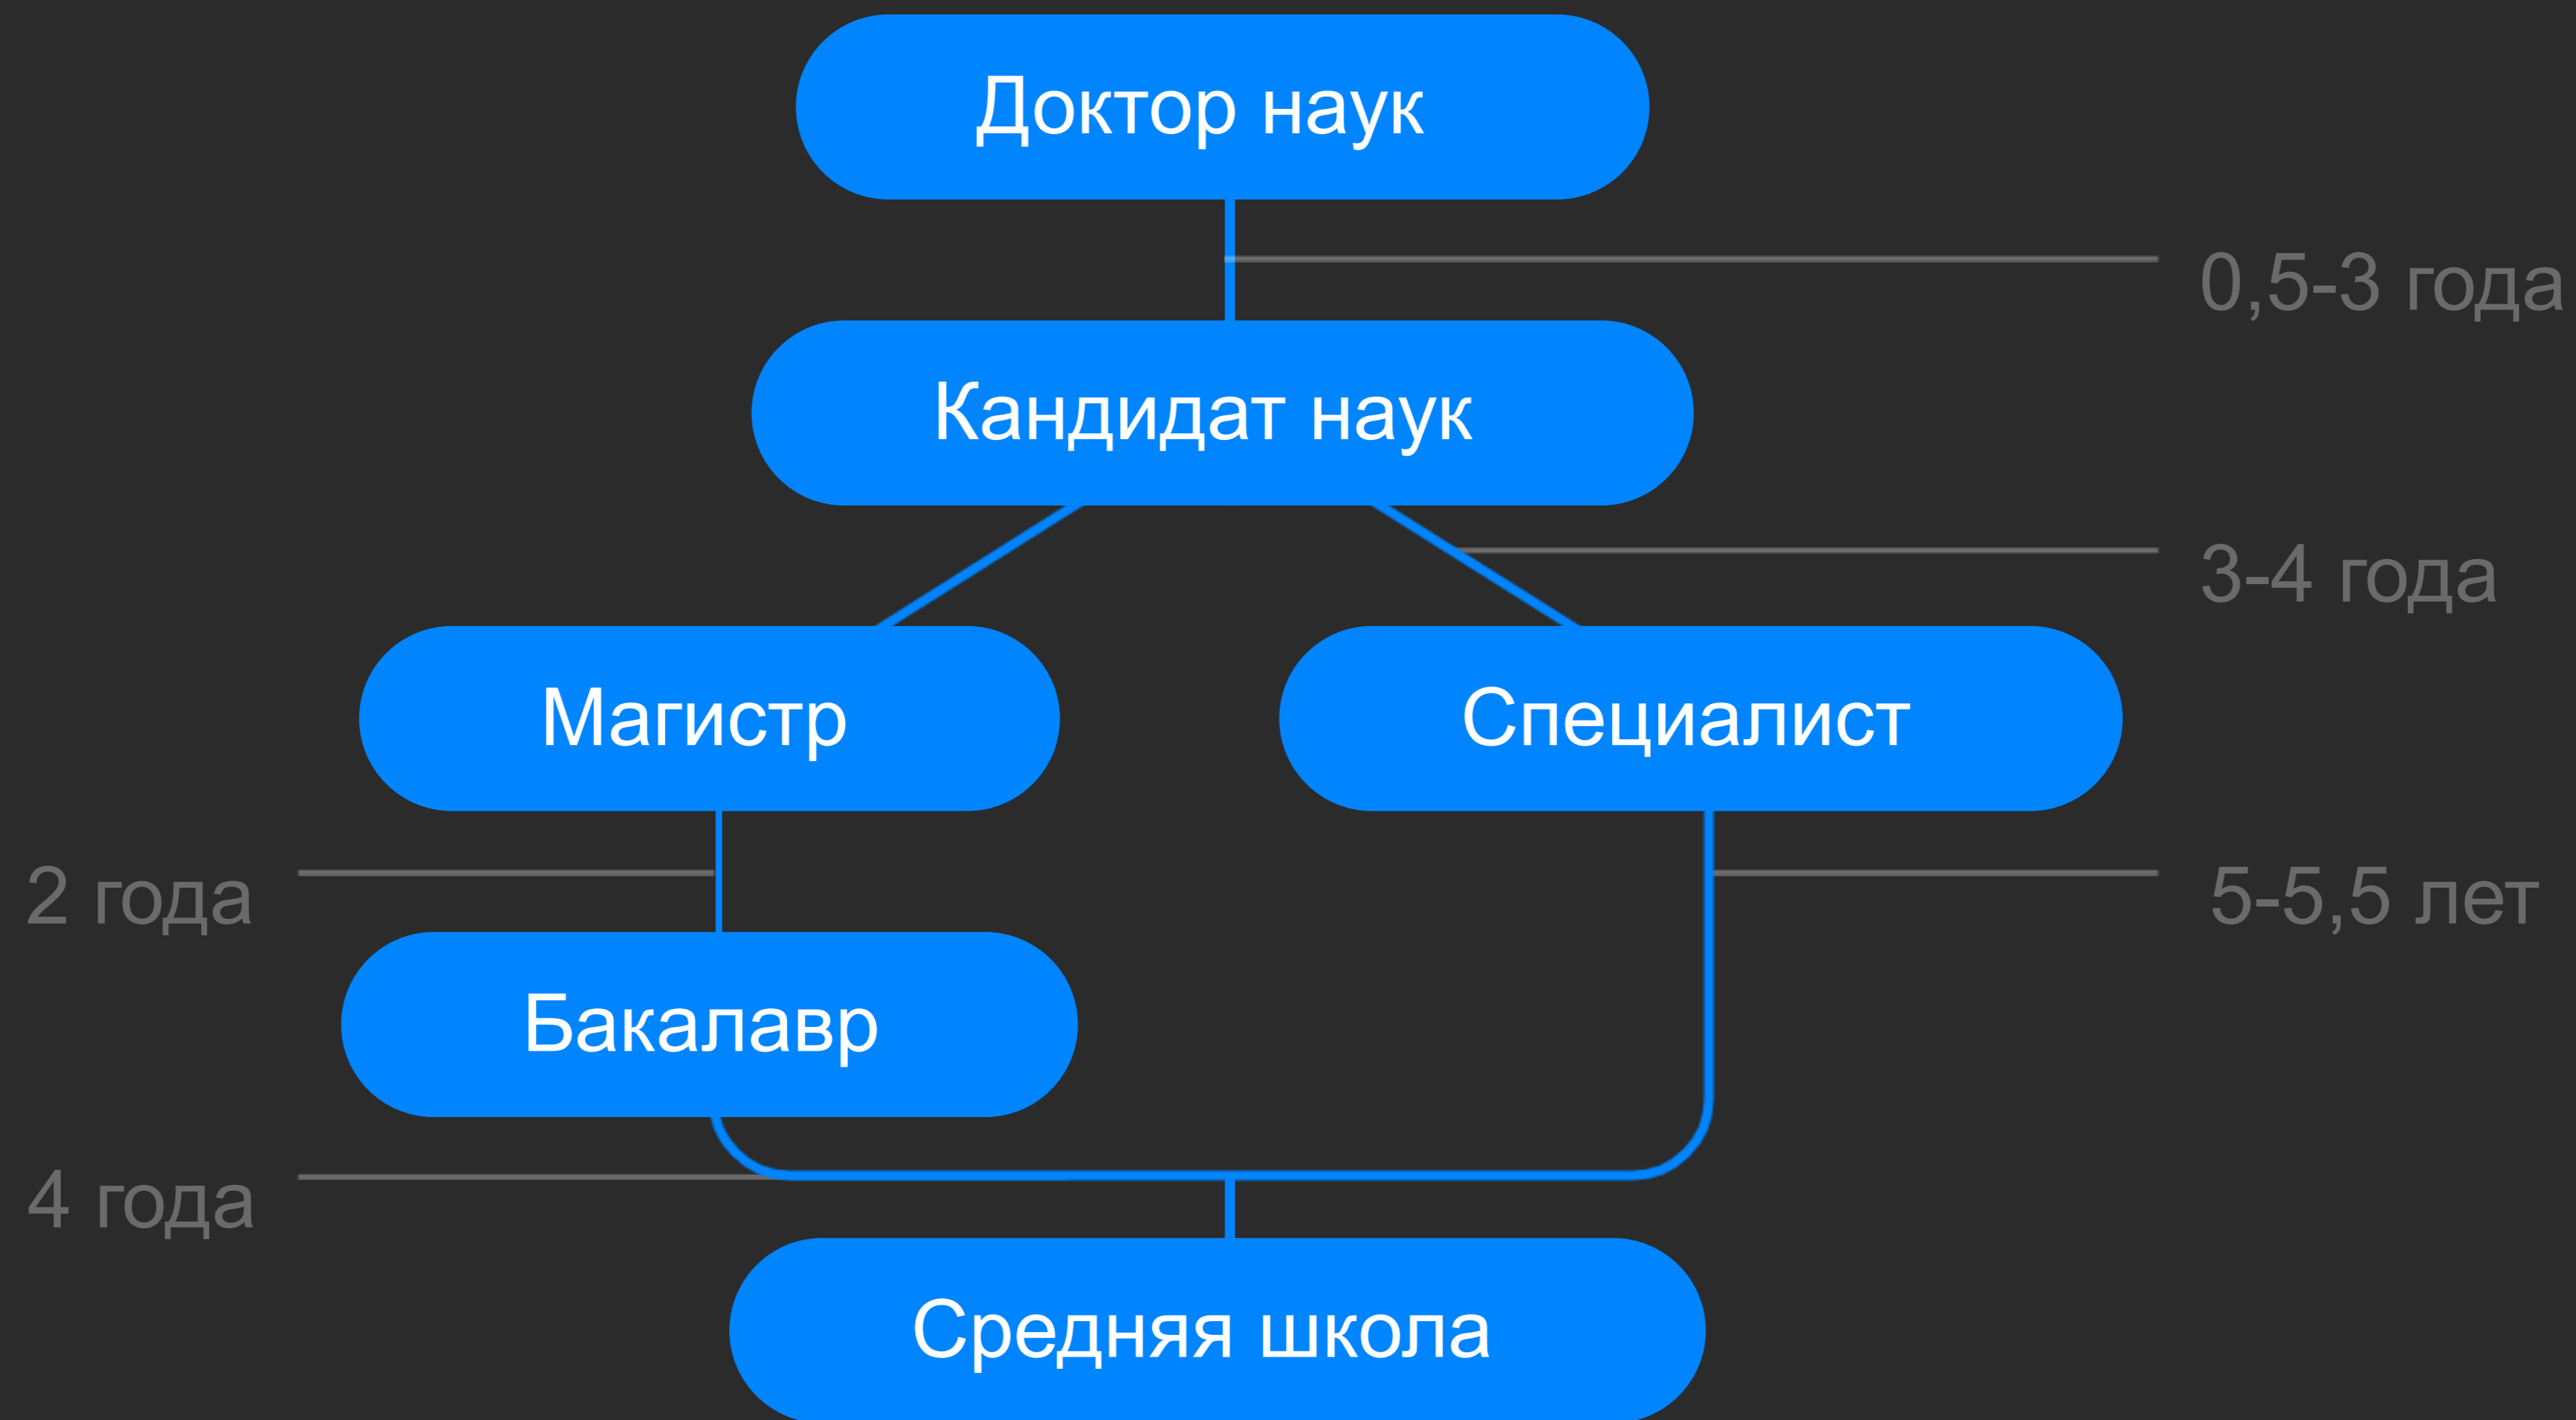 Доктор наук
0,5-3 года
Кандидат наук
3-4 года
Магистр
Специалист
2 года
5-5,5 лет
Бакалавр
4 года
Средняя школа